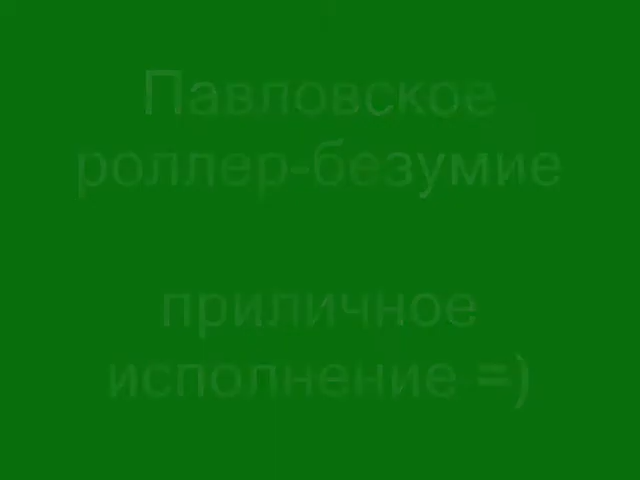 Павловское
роллер-безумие
приличное
исполнение =)